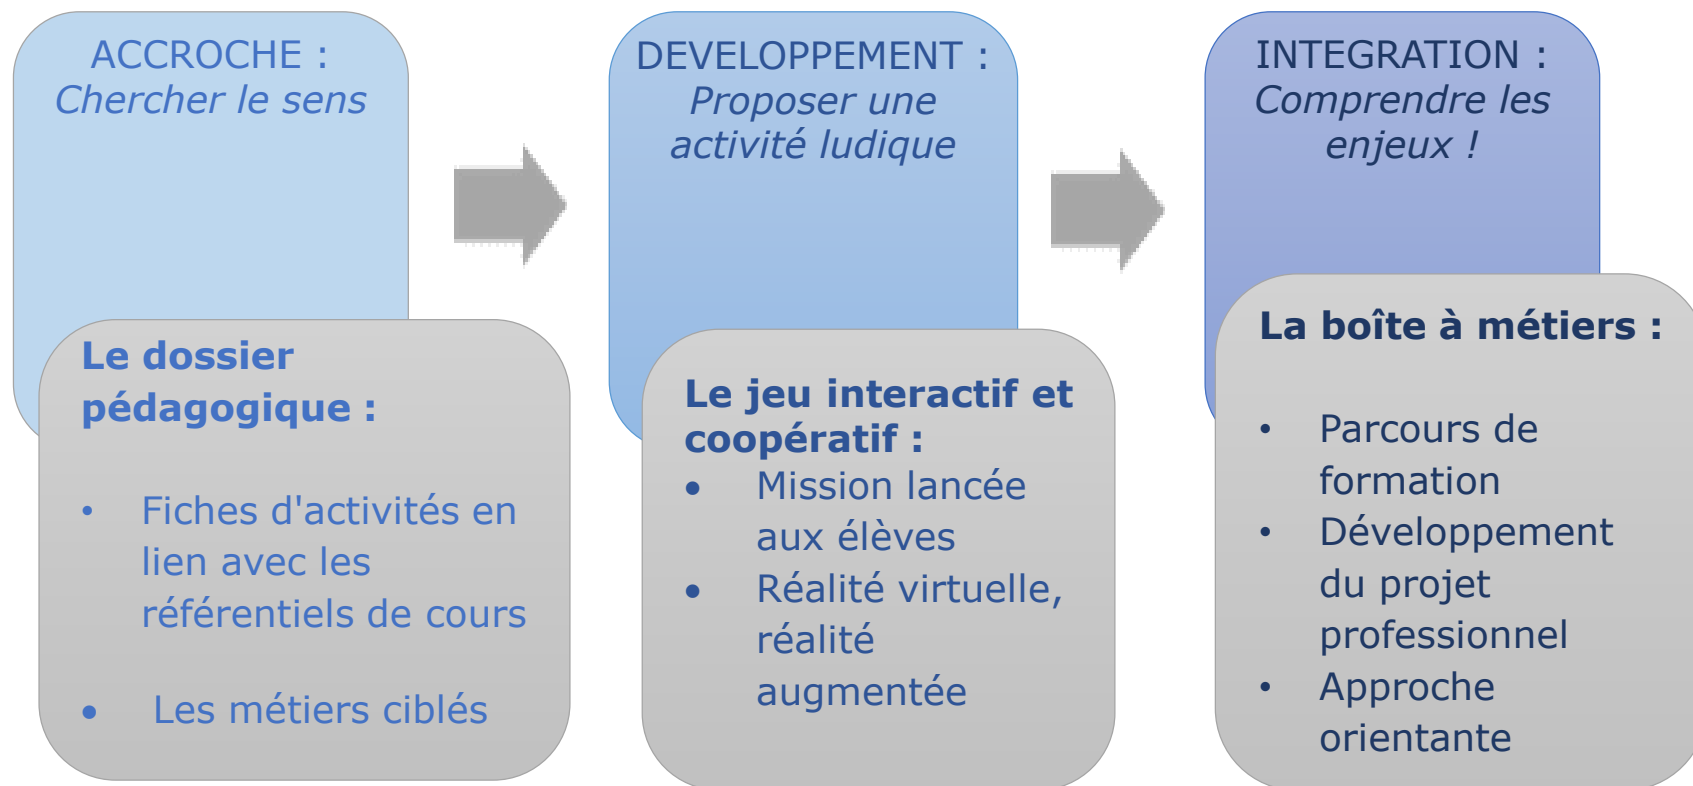 ACCROCHE :
Chercher le sens
Le dossier
pédagogique :
• Fiches d'activités en
lien avec les
référentiels de cours
• Les métiers ciblés
DEVELOPPEMENT :
Proposer une
activité ludique
Le jeu interactif et
coopératif :
• Mission lancée
aux élèves
• Réalité virtuelle,
réalité
augmentée
INTEGRATION :
Comprendre les
enjeux !
La boîte à métiers :
• Parcours de
formation
• Développement
du projet
professionnel
• Approche
orientante